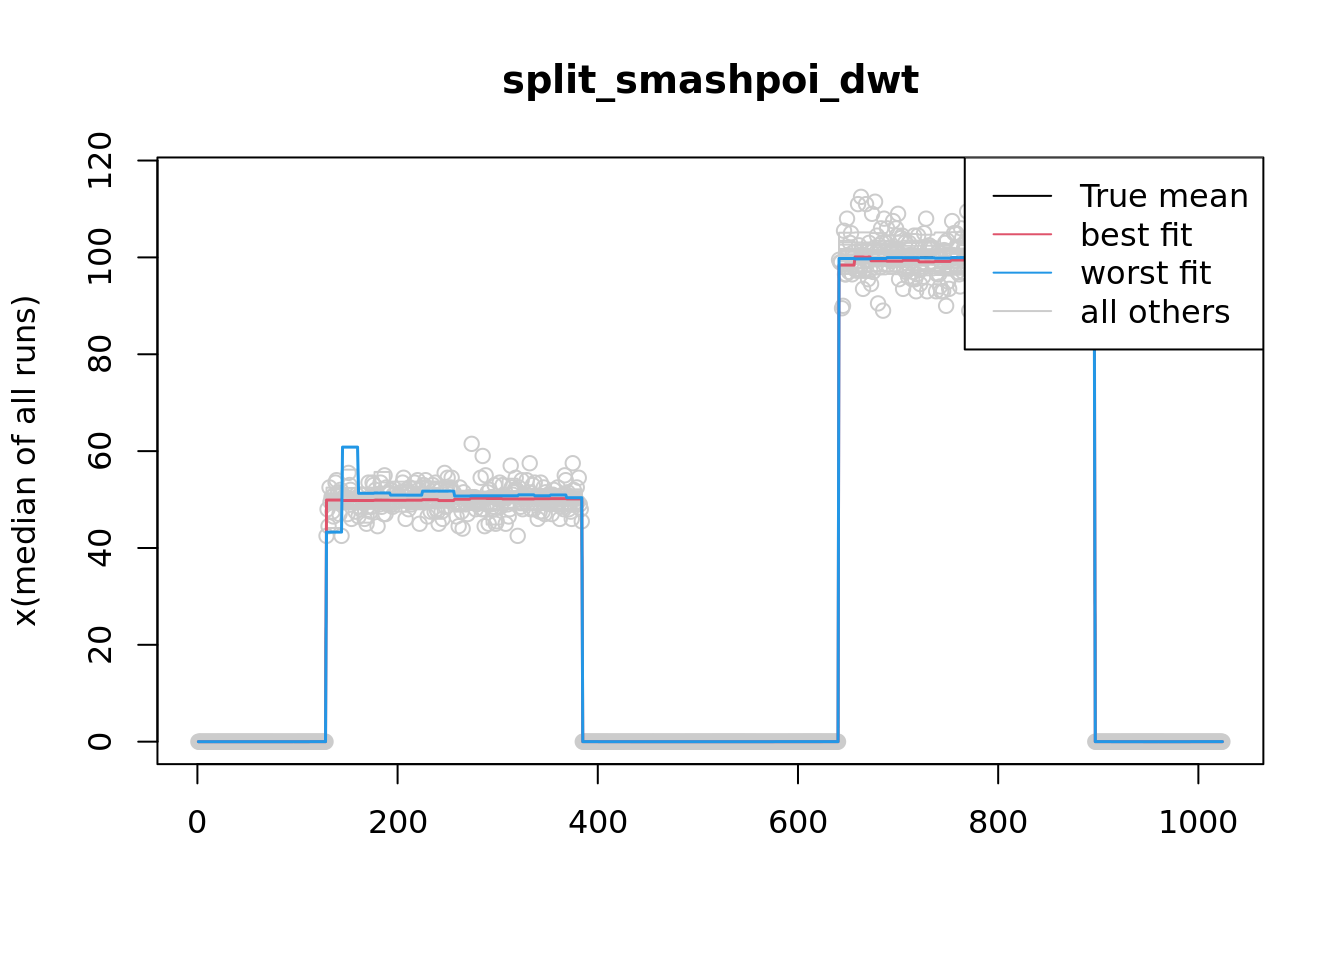 split_smashpoi_dwt
x(median of all runs)
120
100
80
60
40
20
0
True mean
best fit
worst fit
all others
0 200 400 600 800 1000